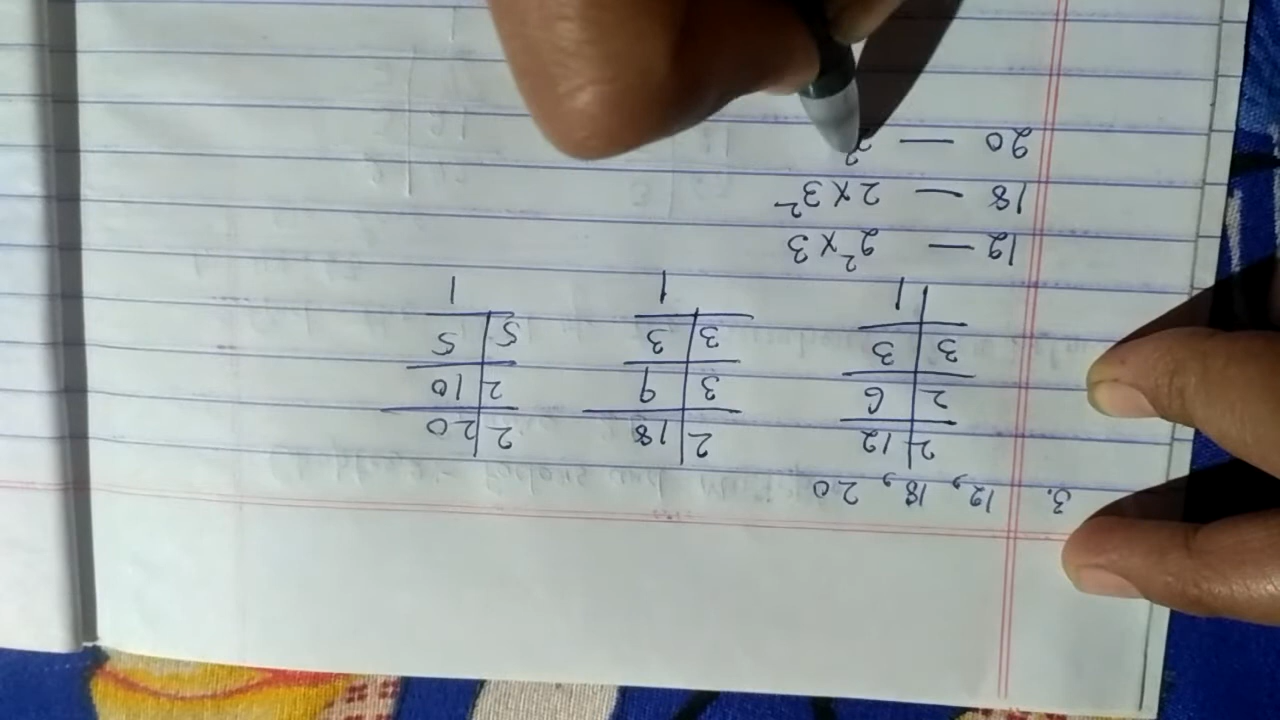 3. 12, 18, 20
2 12 2 18 2 20
2 6 3 9 2 10
3 3 3 3 5 5
1 1 1
12 — 2² × 3
18 — 2 × 3²
20 — 2²